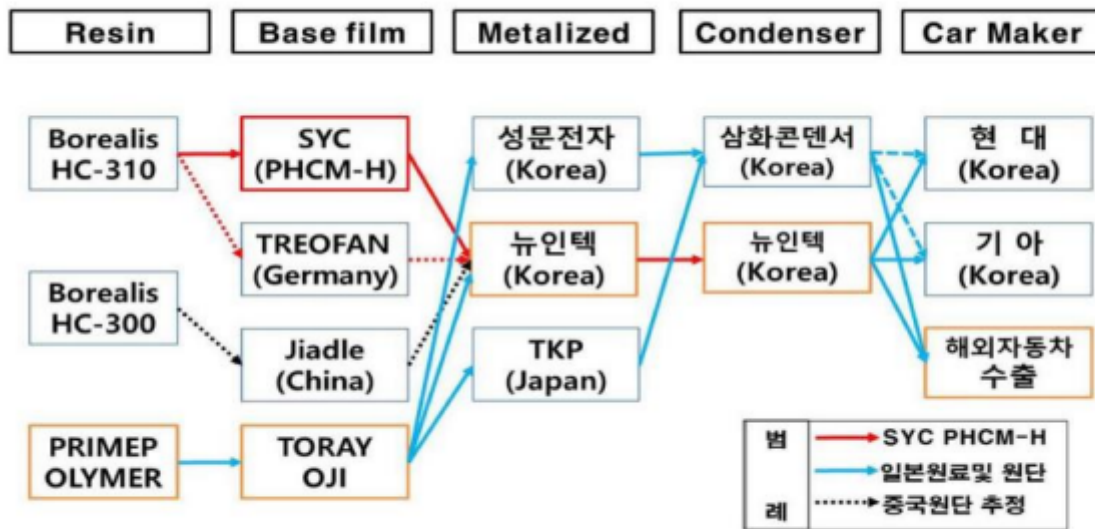 Resin
Base film
Metalized
Condenser
Car Maker
Borealis
HC-310
SYC
(PHCM-H)
성문전자
(Korea)
삼화콘덴서
(Korea)
현 대
(Korea)
TREOFAN
(Germany)
뉴인텍
(Korea)
뉴인텍
(Korea)
기 아
(Korea)
Borealis
HC-300
Jiadle
(China)
TKP
(Japan)
해외자동차
수출
PRIMEP
OLYMER
TORAY
OJI
범 례
SYC PHCM-H
일본원료및 원단
중국원단 추정